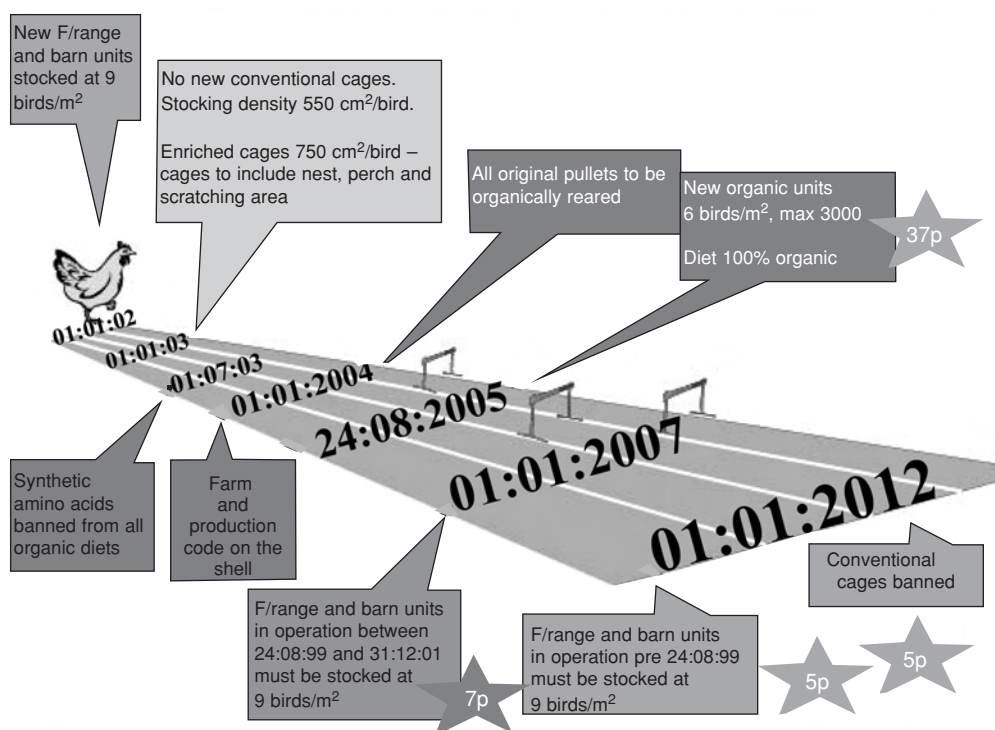 New F/range
and barn units
stocked at 9
birds/m²
No new conventional cages.
Stocking density 550 cm²/bird.
Enriched cages 750 cm²/bird –
cages to include nest, perch and
scratching area
All original pullets to be
organically reared
New organic units
6 birds/m², max 3000
Diet 100% organic
37p
01:01:02
01:01:03
01:07:03
01:01:2004
24:08:2005
01:01:2007
01:01:2012
Synthetic
amino acids
banned from all
organic diets
Farm
and
production
code on the
shell
F/range and barn units
in operation between
24:08:99 and 31:12:01
must be stocked at
9 birds/m²
7p
F/range and barn units
in operation pre 24:08:99
must be stocked at
9 birds/m²
5p
Conventional
cages banned
5p